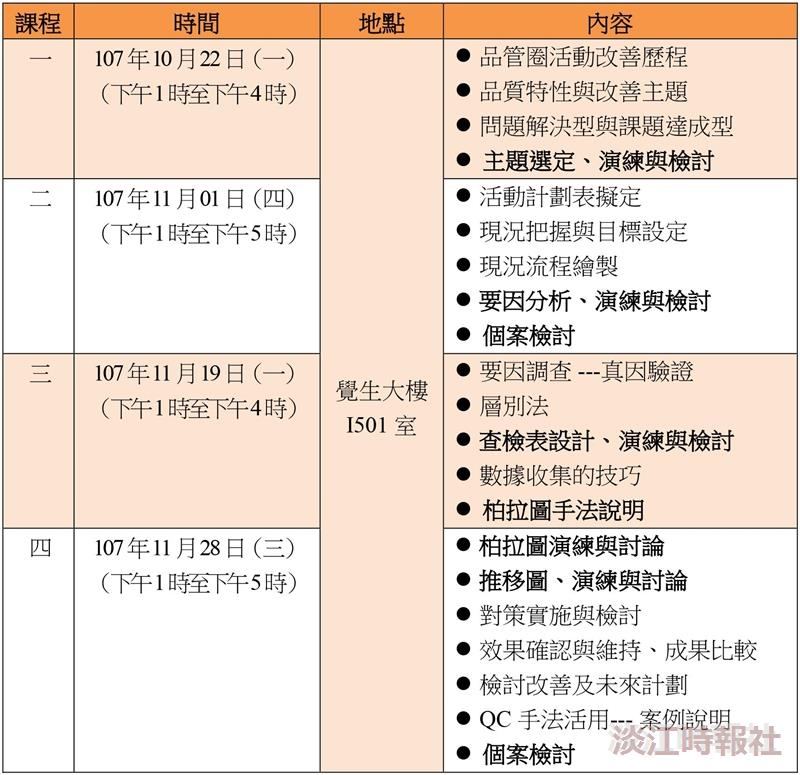 課程 時間 地點 內容
一 107年10月22日(一) ● 品管圈活動改善歷程
(下午1時至下午4時) ● 品質特性與改善主題
● 問題解決型與課題達成型
● 主題選定、演練與檢討
二 107年11月01日(四) ● 活動計劃表擬定
(下午1時至下午5時) ● 現況把握與目標設定
● 現況流程繪製
● 要因分析、演練與檢討
● 個案檢討
三 107年11月19日(一) ● 要因調查---真因驗證
覺生大樓
(下午1時至下午4時) ● 層別法
I501室
● 查檢表設計、演練與檢討
● 數據收集的技巧
● 柏拉圖手法說明
四 107年11月28日(三) ● 柏拉圖演練與討論
(下午1時至下午5時) ● 推移圖、演練與討論
● 對策實施與檢討
● 效果確認與維持、成果比較
● 檢討改善及未來計劃
● QC 手法活用--- 案例說明
● 個案檢討
淡江時報社